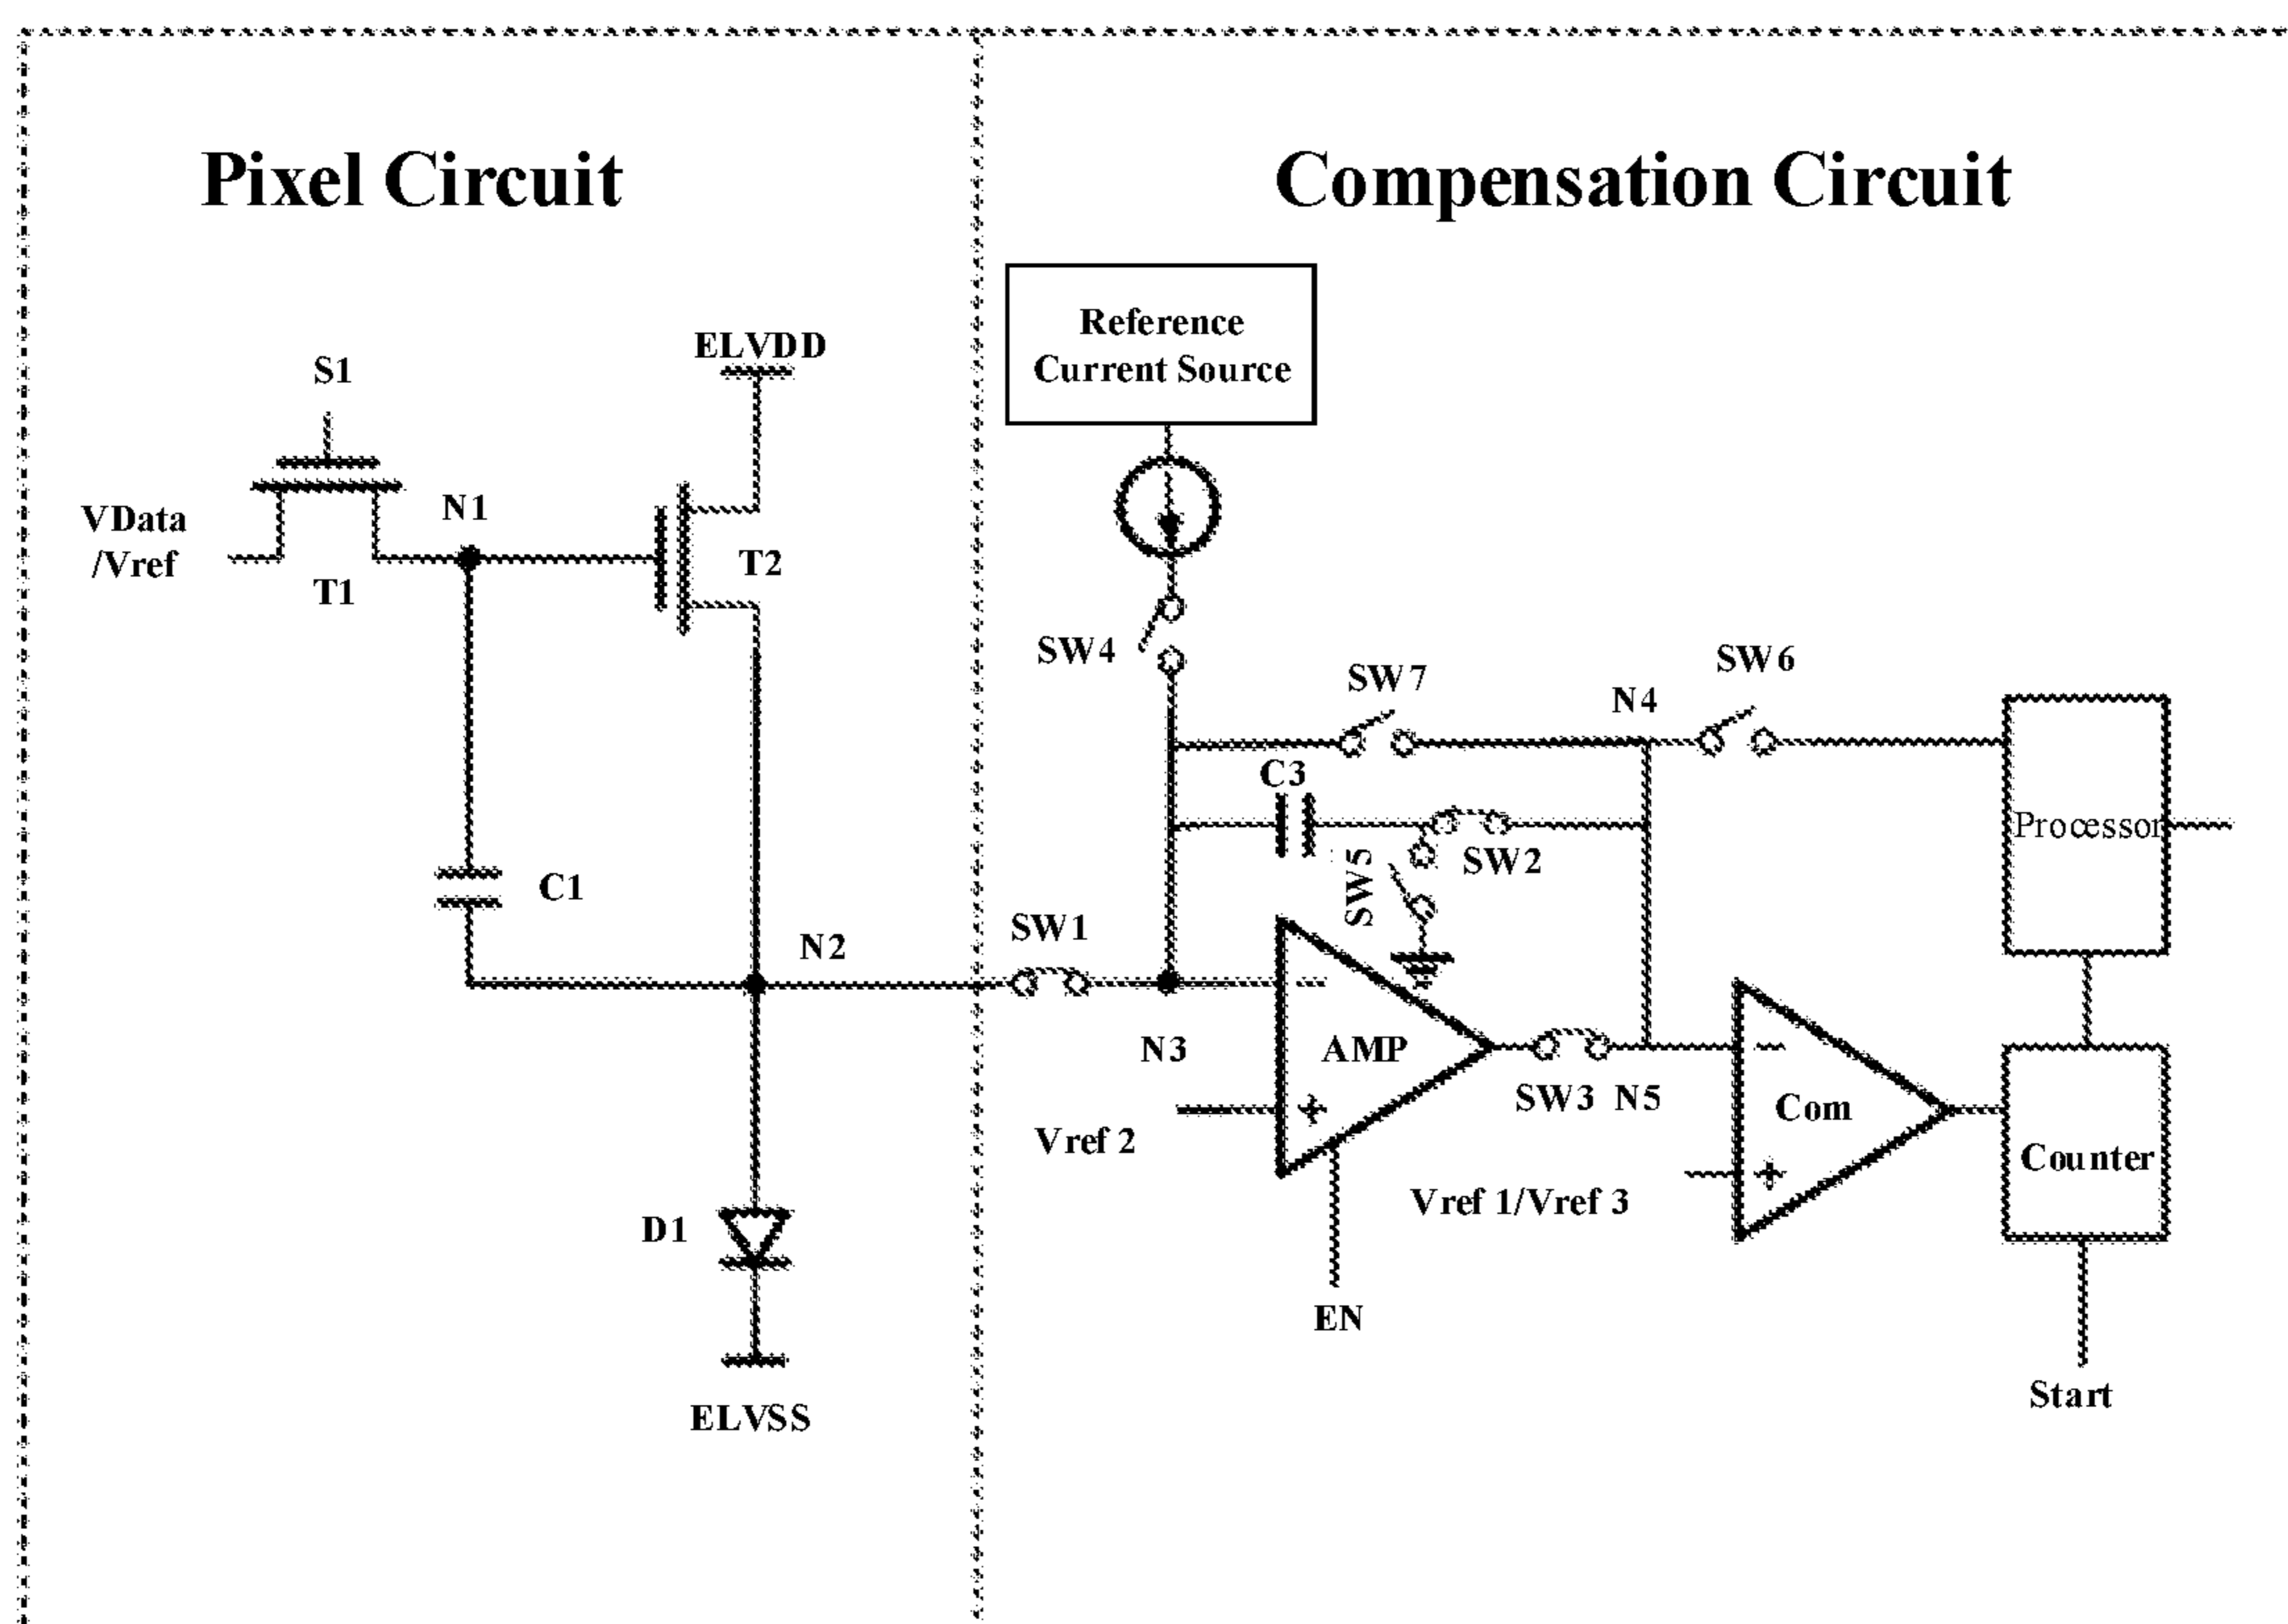 Pixel Circuit
Compensation Circuit
Reference
Current Source
S1
ELVDD
VData
/Vref
N1
T1
T2
SW4
SW7
N4
SW6
C3
SW5
SW2
Processor
C1
N2
SW1
N3
AMP
-
+
SW3 N5
-
Com
+
Counter
Vref 2
Vref 1/Vref 3
D1
EN
ELVSS
Start